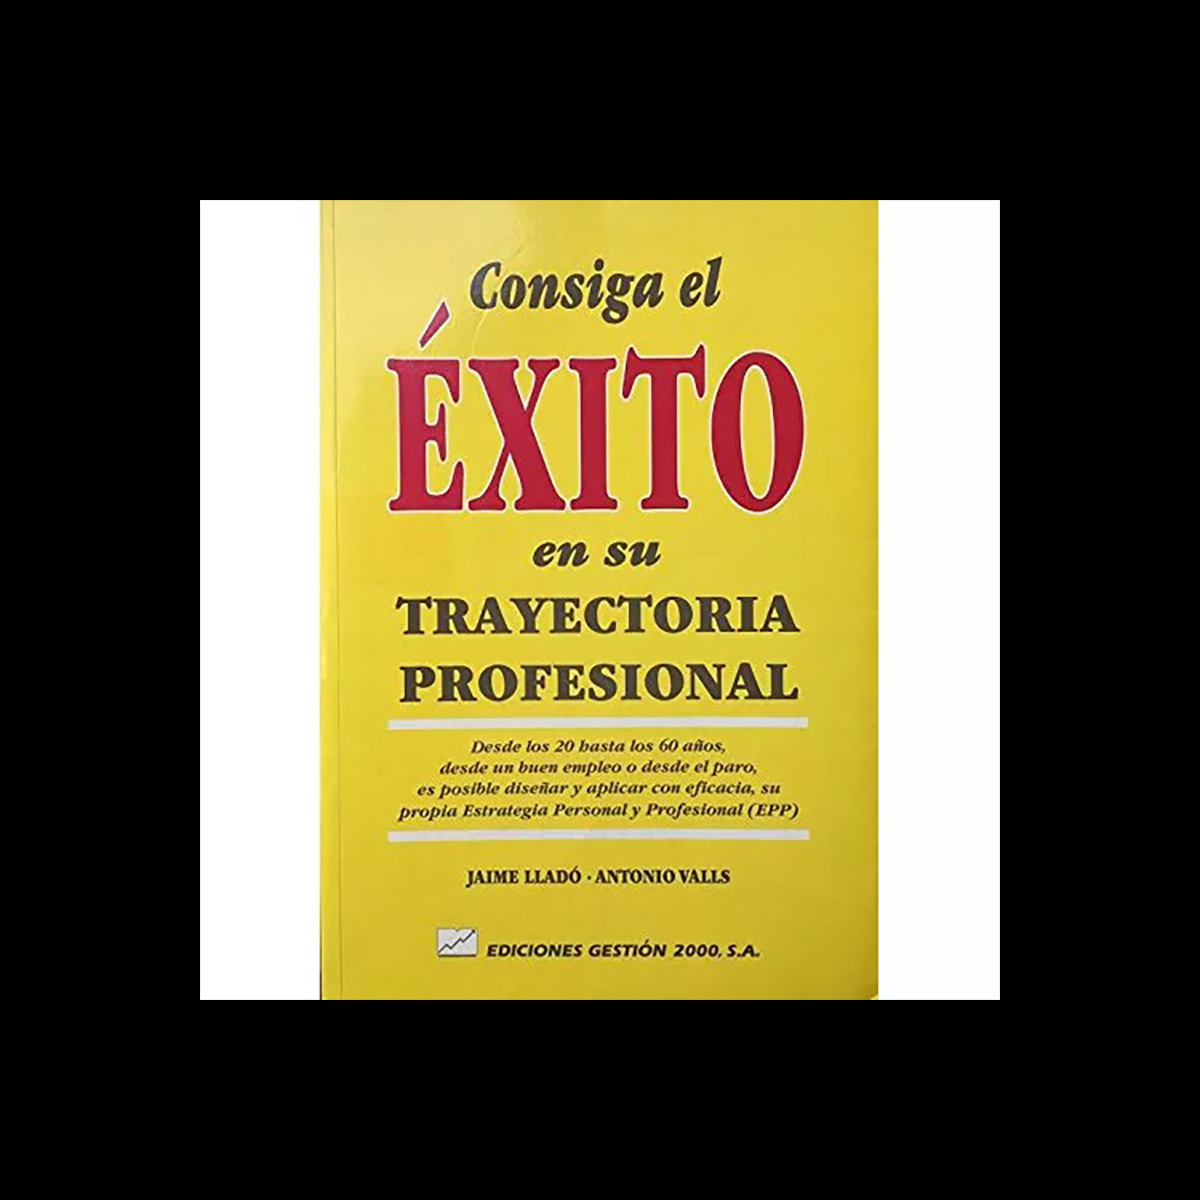 Consiga el
ÉXITO
en su
TRAYECTORIA
PROFESIONAL
Desde los 20 hasta los 60 años,
desde un buen empleo o desde el paro,
es posible diseñar y aplicar con eficacia, su
propia Estrategia Personal y Profesional (EPP)
JAIME LLADÓ · ANTONIO VALLS
EDICIONES GESTIÓN 2000, S.A.